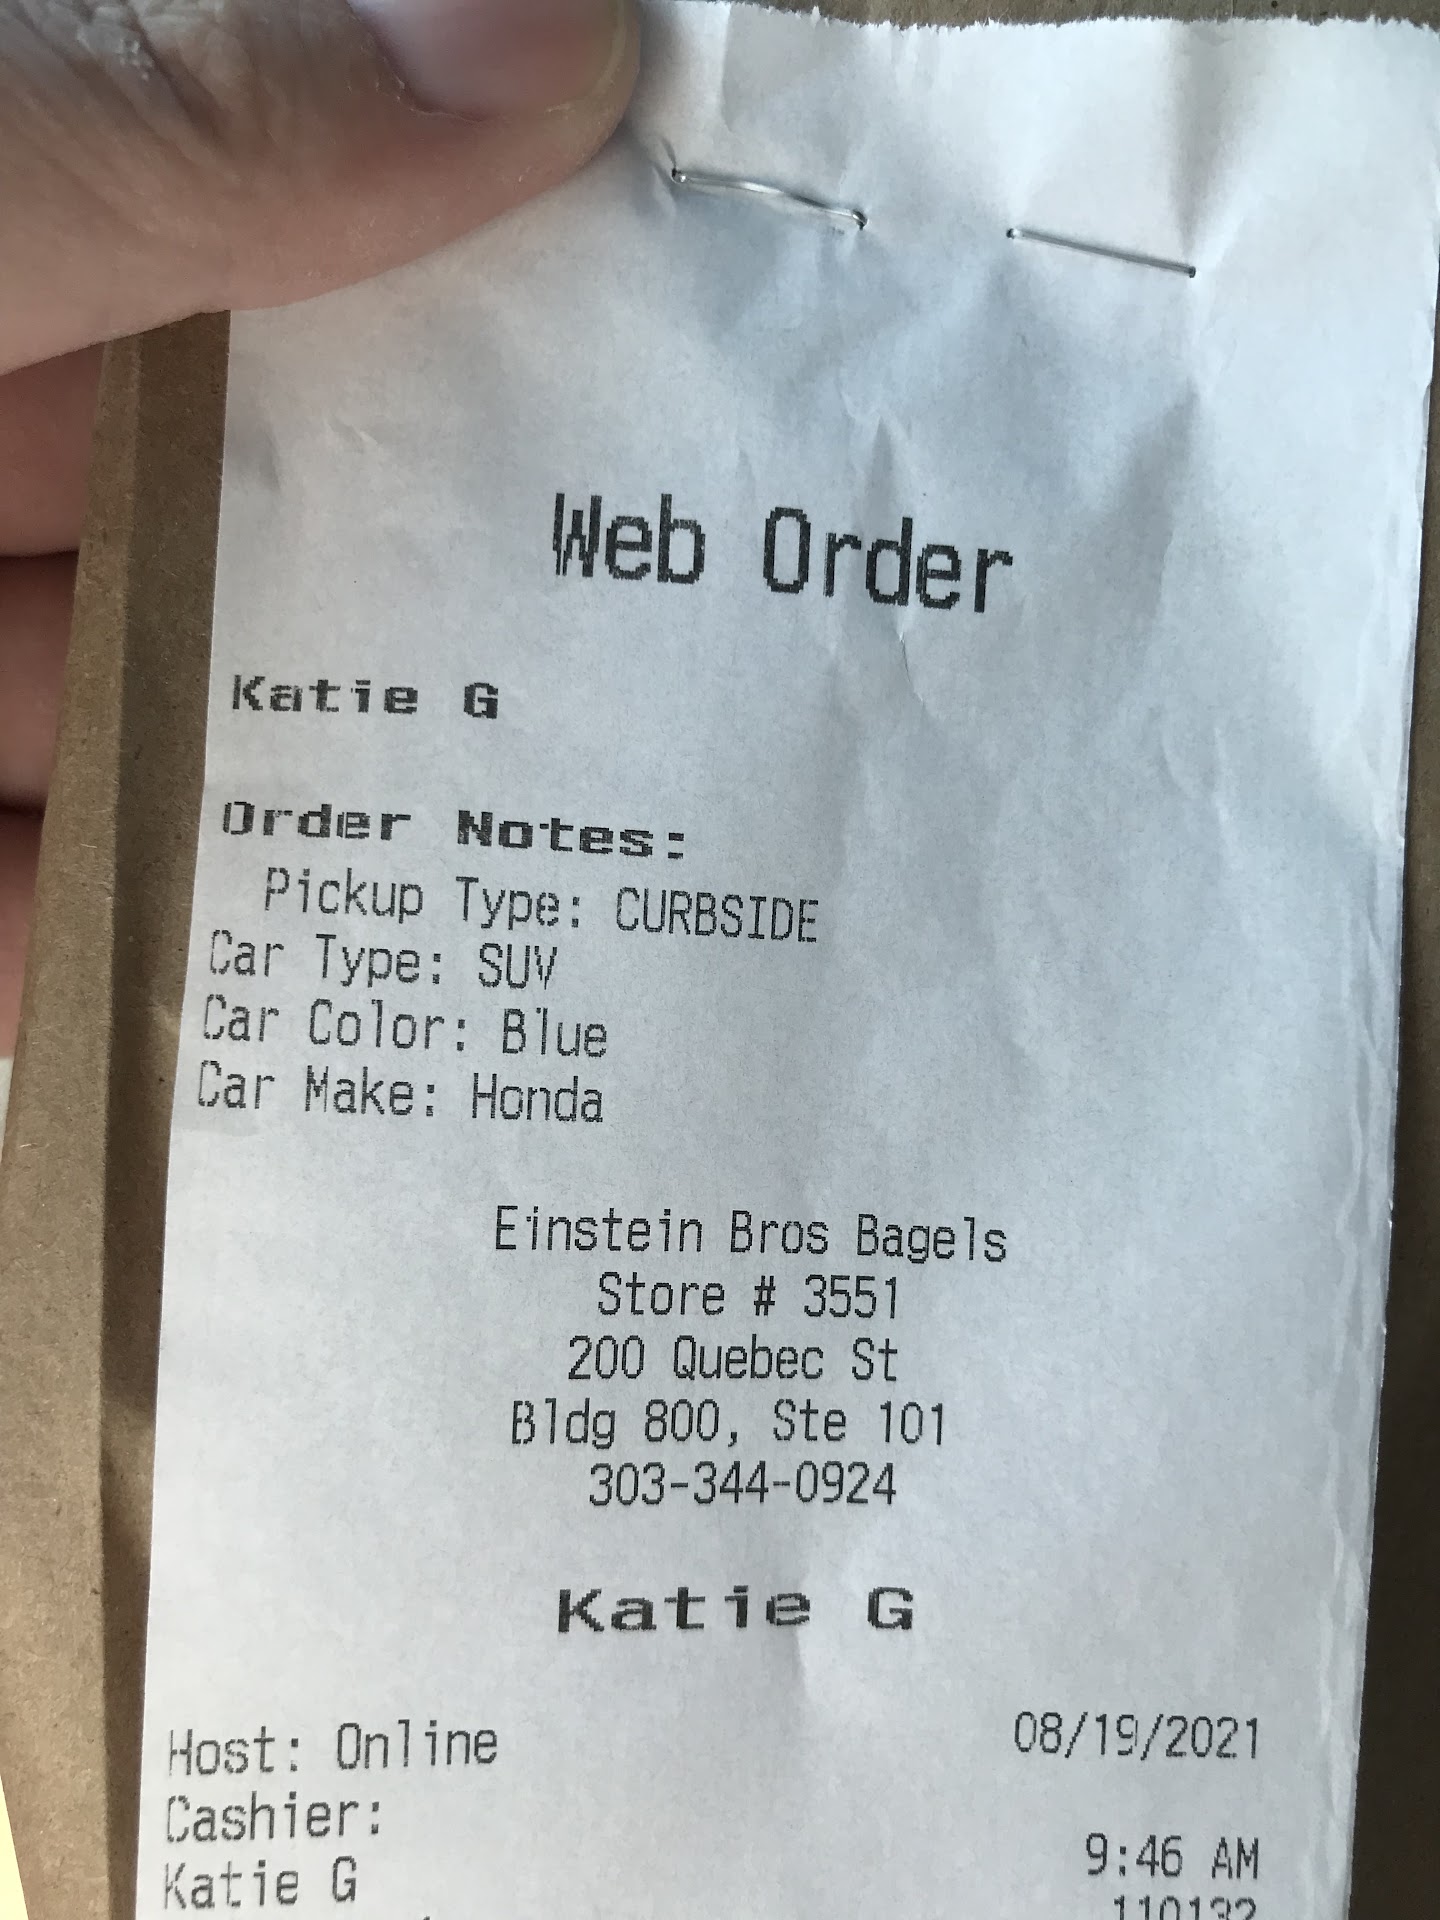 Web Order
Katie G
Order Notes:
Pickup Type: CURBSIDE
Car Type: SUV
Car Color: Blue
Car Make: Honda
Einstein Bros Bagels
Store # 3551
200 Quebec St
Bldg 800, Ste 101
303-344-0924
Katie G
Host: Online 08/19/2021
Cashier:
9:46 AM
Katie G
110132